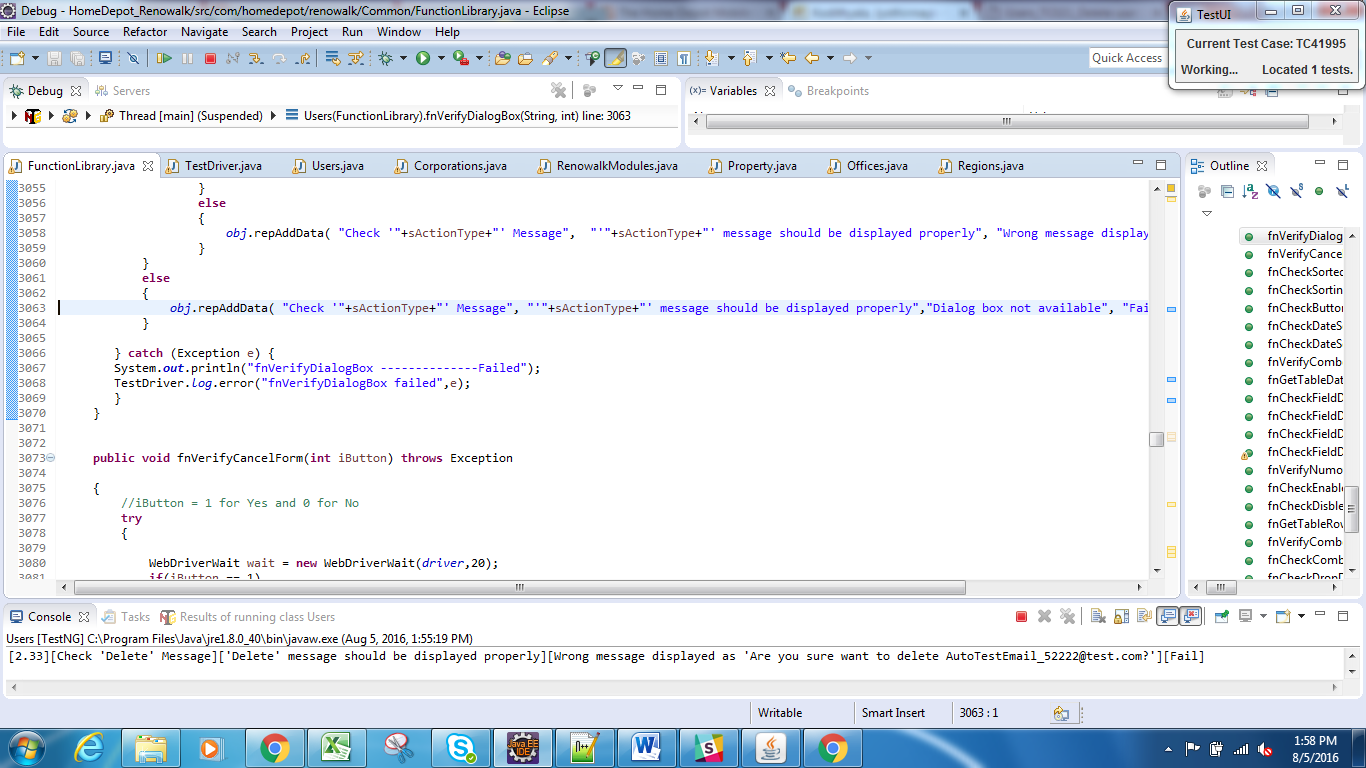 Debug - HomeDepot_Renowalk/src/com/homedepot/renowalk/Common/FunctionLibrary.java - Eclipse
File Edit Source Refactor Navigate Search Project Run Window Help
TestUI
Current Test Case: TC41995
Working... Located 1 tests.
Quick Access
Debug Servers
Thread [main] (Suspended) Users(FunctionLibrary).fnVerifyDialogBox(String, int) line: 3063
(x)= Variables Breakpoints
FunctionLibrary.java TestDriver.java Users.java Corporations.java RenowalkModules.java Property.java Offices.java Regions.java
3055 }
3056 else
3057 {
3058 obj.repAddData( "Check '"+sActionType+"' Message", "'"+sActionType+"' message should be displayed properly", "Wrong message display
3059 }
3060 }
3061 else
3062 {
3063 obj.repAddData( "Check '"+sActionType+"' Message", "'"+sActionType+"' message should be displayed properly","Dialog box not available", "Fai
3064 }
3065
3066 } catch (Exception e) {
3067 System.out.println("fnVerifyDialogBox --------------Failed");
3068 TestDriver.log.error("fnVerifyDialogBox failed",e);
3069 }
3070 }
3071
3072
3073 public void fnVerifyCancelForm(int iButton) throws Exception
3074
3075 {
3076 //iButton = 1 for Yes and 0 for No
3077 try
3078 {
3079
3080 WebDriverWait wait = new WebDriverWait(driver,20);
3081 if(iButton == 1)
Outline
fnVerifyDialog
fnVerifyCance
fnCheckSorted
fnCheckSortin
fnCheckButton
fnCheckDateS
fnCheckDateS
fnVerifyComb
fnGetTableDat
fnCheckFieldD
fnCheckFieldD
fnCheckFieldD
fnCheckFieldD
fnVerifyNumo
fnCheckEnable
fnCheckDisble
fnGetTableRow
fnVerifyComb
fnCheckComb
fnCheckDropD
Console Tasks Results of running class Users
Users [TestNG] C:\Program Files\Java\jre1.8.0_40\bin\javaw.exe (Aug 5, 2016, 1:55:19 PM)
[2.33][Check 'Delete' Message]['Delete' message should be displayed properly][Wrong message displayed as 'Are you sure want to delete AutoTestEmail_52222@test.com?'][Fail]
Writable Smart Insert 3063 : 1
Java EE
IDE
1:58 PM
8/5/2016